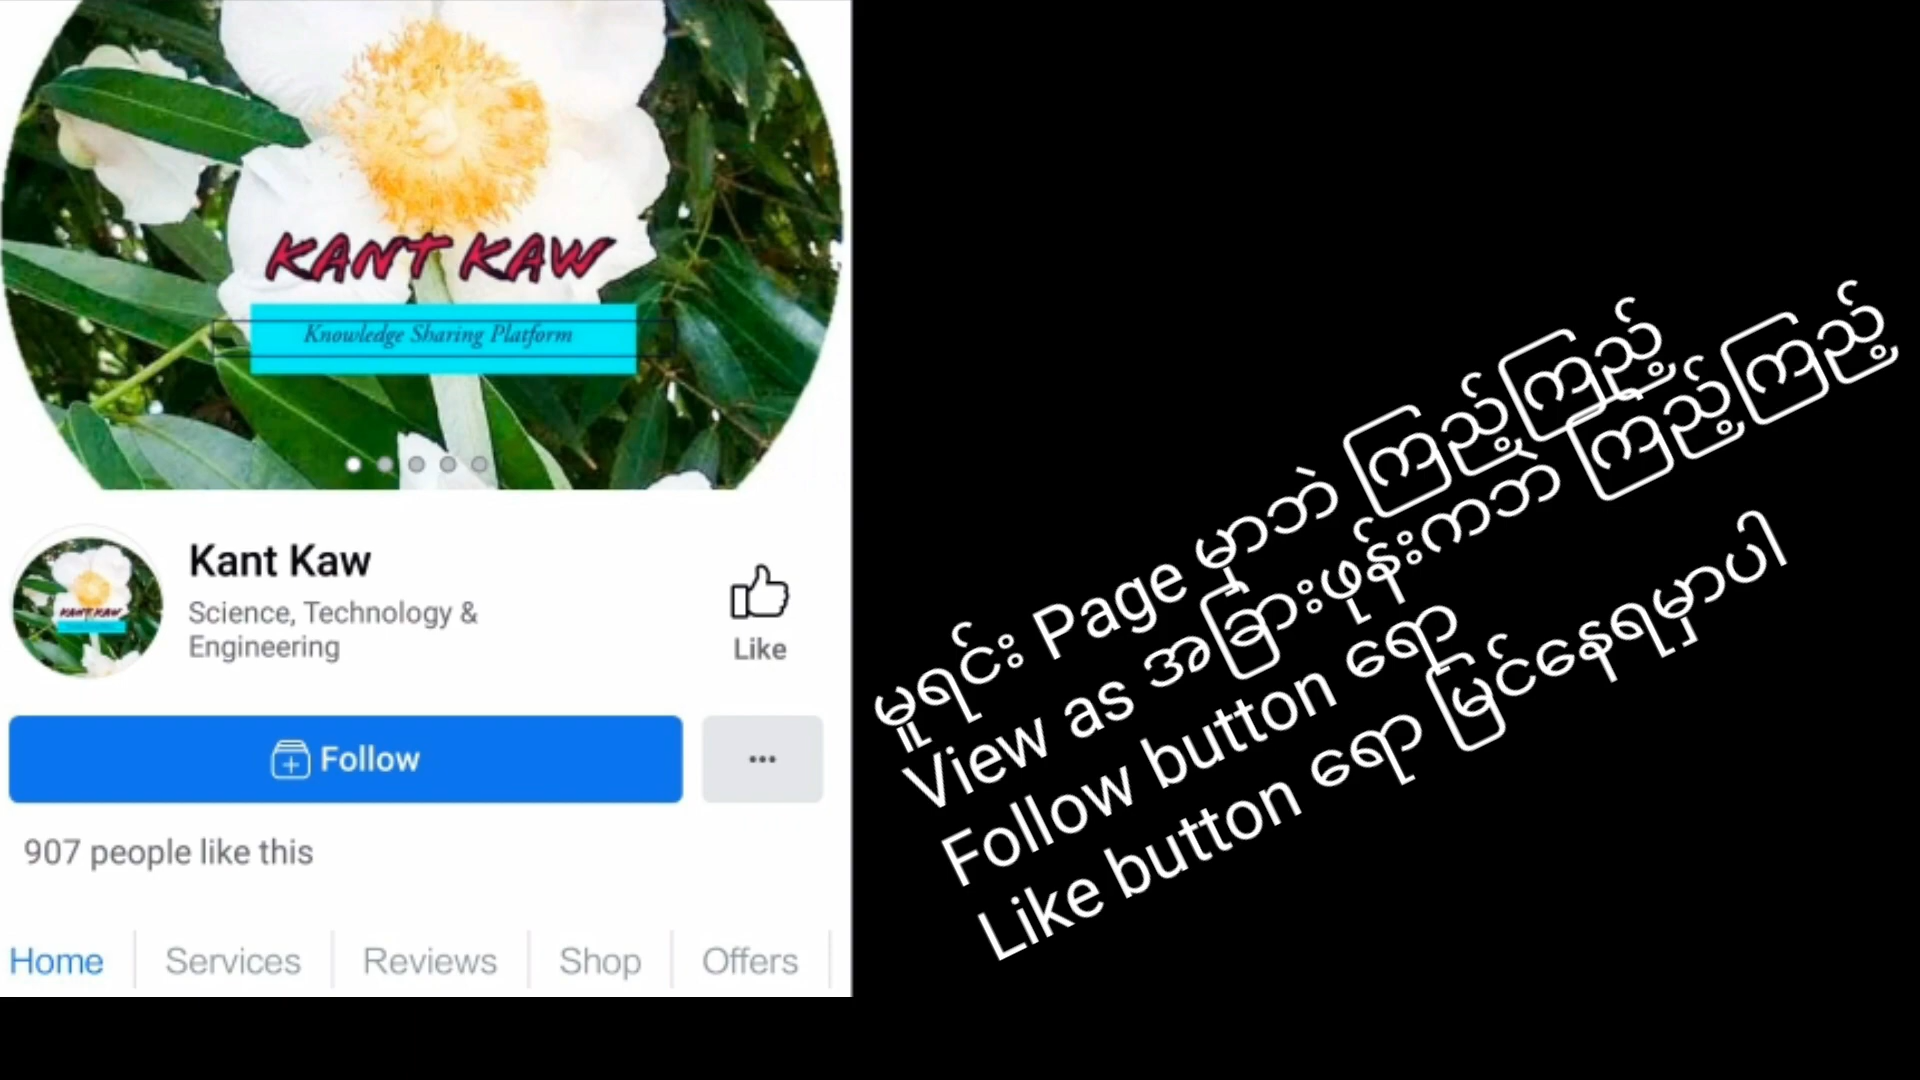 KANT KAW
Knowledge Sharing Platform
KANT KAW
Kant Kaw
Science, Technology &
Engineering
Like
Follow
907 people like this
Home
Services
Reviews
Shop
Offers
မူရင်း Page မှာဘဲ ကြည့်ကြည့်
View as အခြားဖုန်းကဘဲ ကြည့်ကြည့်
Follow button ရော
Like button ရော မြင်နေရမှာပါ